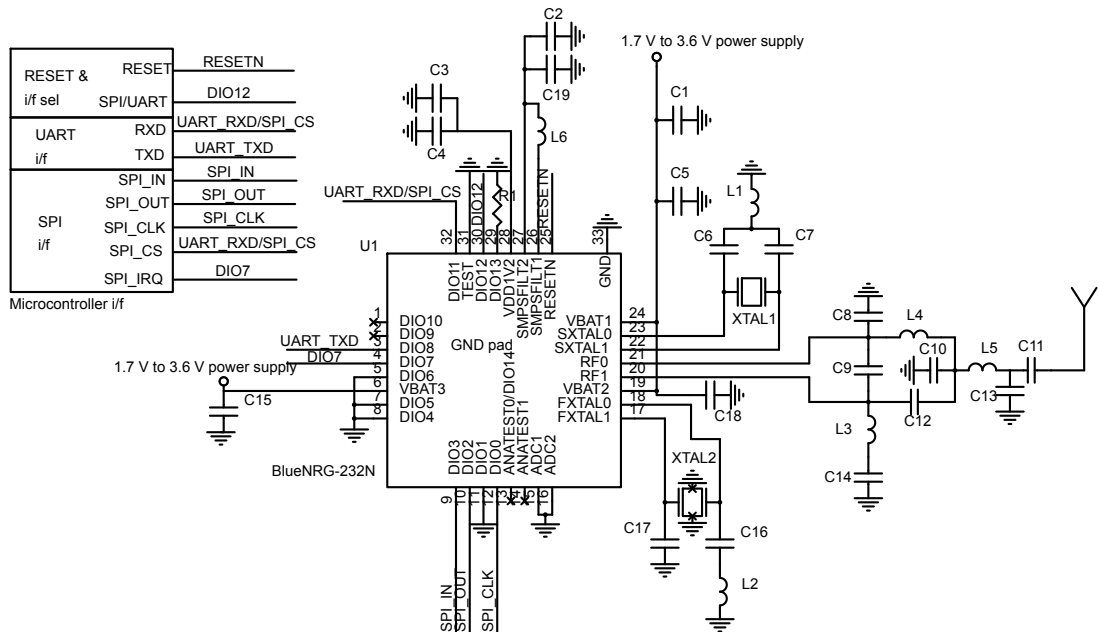 C2
1.7 V to 3.6 V power supply
C19
C3
C4
L6
C1
C5
RESET & i/f sel
RESET
RESETN
SPI/UART
DIO12
UART i/f
RXD
UART_RXD/SPI_CS
TXD
UART_TXD
SPI i/f
SPI_IN
SPI_IN
SPI_OUT
SPI_OUT
SPI_CLK
SPI_CLK
SPI_CS
UART_RXD/SPI_CS
SPI_IRQ
DIO7
Microcontroller i/f
UART_RXD/SPI_CS
DIO12
R1
RESETN
U1
32
31
30
29
28
27
26
25
33
DIO11
TEST
DIO12
DIO13
VDD1V2
SMPSFILT2
SMPSFILT1
RESETN
GND
L1
C6
C7
XTAL1
1 DIO10
2 DIO9
UART_TXD 3 DIO8
DIO7 4 DIO7
5 DIO6
1.7 V to 3.6 V power supply
6 VBAT3
7 DIO5
8 DIO4
C15
GND pad
VBAT1 24
SXTAL0 23
SXTAL1 22
RF0 21
RF1 20
VBAT2 19
FXTAL0 18
FXTAL1 17
C8
L4
C9
C10
L5
C11
C13
C12
C18
L3
C14
DIO3
DIO2
DIO1
DIO0
ANATEST0/DIO14
ANATEST1
ADC1
ADC2
BlueNRG-232N
9
10
11
12
13
14
15
16
SPI_IN
SPI_OUT
SPI_CLK
XTAL2
C17
C16
L2